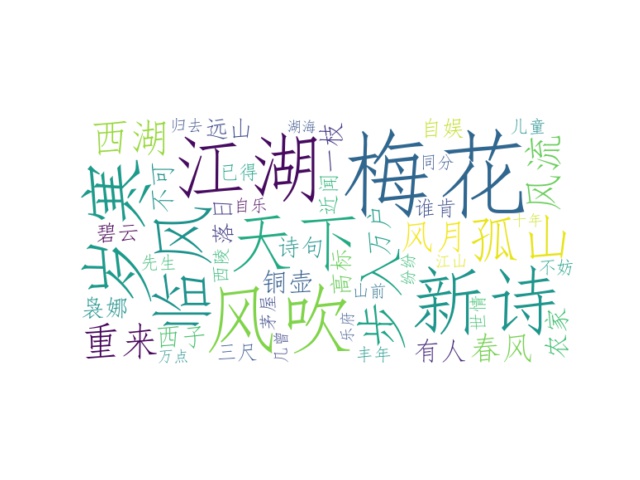 归去 远山 湖海 一枝 自娱 儿童
西湖 江湖 梅花 风流
岁寒 不可 已得 近闻 同分
碧云 临风 落日 自乐 天下 诗句 万户 谁肯 风月 孤山 十年
先生 西陵 铜壶 高标 步入 纷纷 江山 不妨
袅娜 风吹 茅屋 山前 新诗 世情
重来 西子 三尺 几曾 乐府 丰年 有人 春风 农家
万点